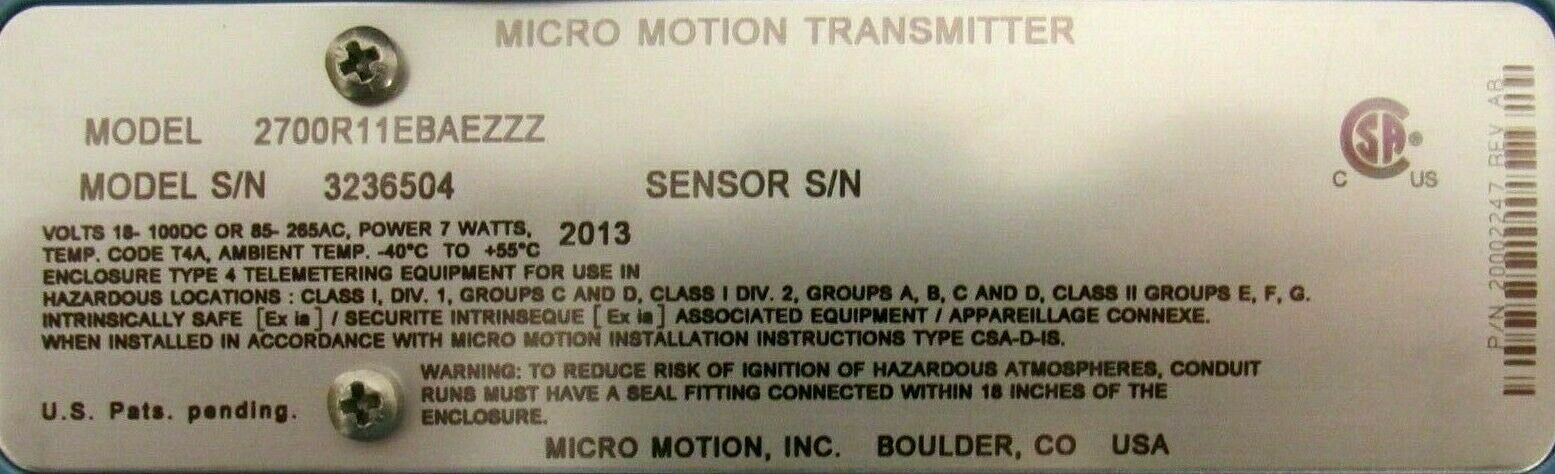 MICRO MOTION TRANSMITTER
MODEL 2700R11EBAEZZZ
MODEL S/N 3236504 SENSOR S/N
VOLTS 18- 100DC OR 85- 265AC, POWER 7 WATTS, 2013
TEMP. CODE T4A, AMBIENT TEMP. -40°C TO +55°C
ENCLOSURE TYPE 4 TELEMETERING EQUIPMENT FOR USE IN
HAZARDOUS LOCATIONS : CLASS I, DIV. 1, GROUPS C AND D, CLASS I DIV. 2, GROUPS A, B, C AND D, CLASS II GROUPS E, F, G.
INTRINSICALLY SAFE [Ex ia] / SECURITE INTRINSEQUE [Ex ia] ASSOCIATED EQUIPMENT / APPAREILLAGE CONNEXE.
WHEN INSTALLED IN ACCORDANCE WITH MICRO MOTION INSTALLATION INSTRUCTIONS TYPE CSA-D-IS.
WARNING: TO REDUCE RISK OF IGNITION OF HAZARDOUS ATMOSPHERES, CONDUIT
RUNS MUST HAVE A SEAL FITTING CONNECTED WITHIN 18 INCHES OF THE
ENCLOSURE.
U.S. Pats. pending.
MICRO MOTION, INC. BOULDER, CO USA
CSA®
C US
P/N 20002247 REV AB